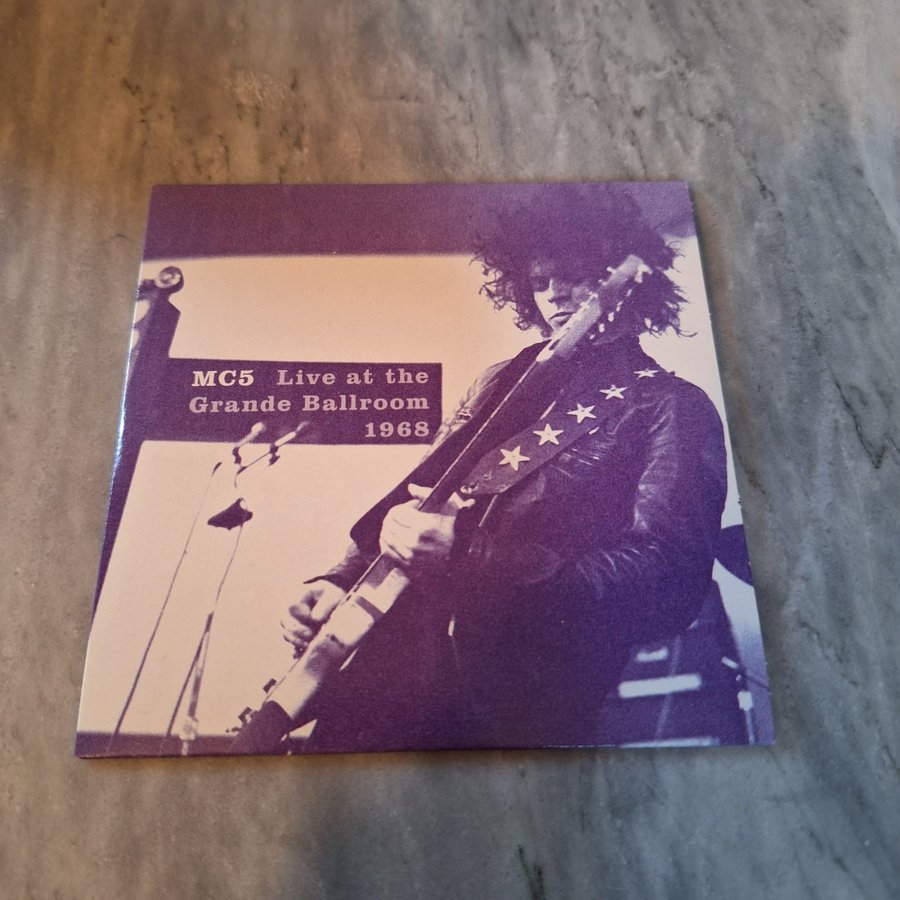 MC5 Live at the
Grande Ballroom
1968